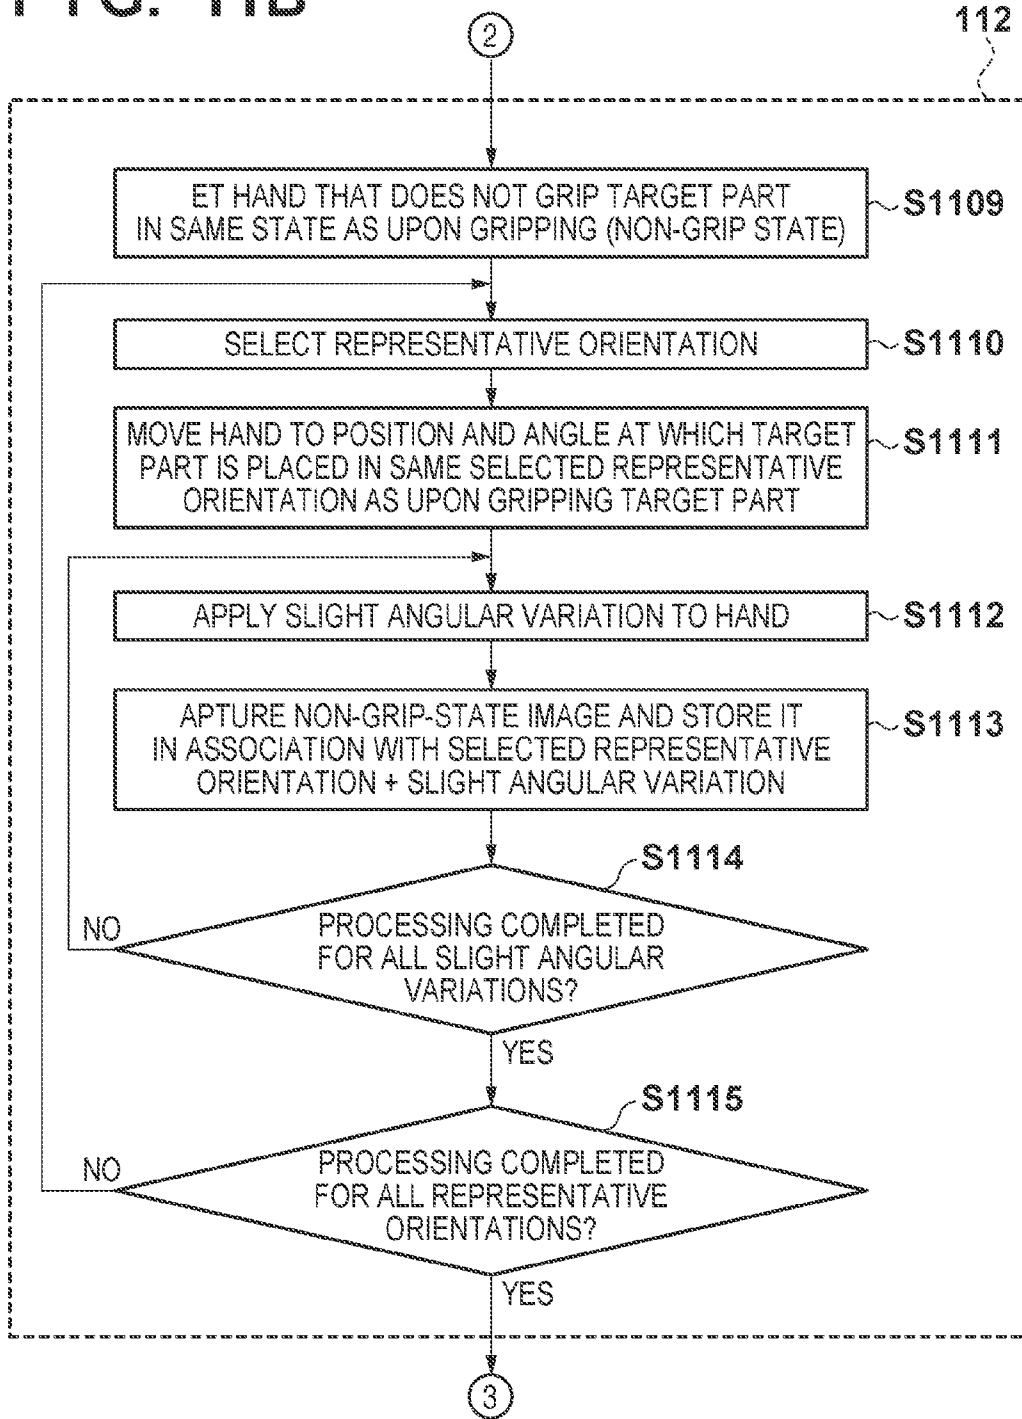 FIG. 11B
2
112
ET HAND THAT DOES NOT GRIP TARGET PART
IN SAME STATE AS UPON GRIPPING (NON-GRIP STATE)
S1109
SELECT REPRESENTATIVE ORIENTATION
S1110
MOVE HAND TO POSITION AND ANGLE AT WHICH TARGET
PART IS PLACED IN SAME SELECTED REPRESENTATIVE
ORIENTATION AS UPON GRIPPING TARGET PART
S1111
APPLY SLIGHT ANGULAR VARIATION TO HAND
S1112
APTURE NON-GRIP-STATE IMAGE AND STORE IT
IN ASSOCIATION WITH SELECTED REPRESENTATIVE
ORIENTATION + SLIGHT ANGULAR VARIATION
S1113
S1114
NO
PROCESSING COMPLETED
FOR ALL SLIGHT ANGULAR
VARIATIONS?
YES
S1115
NO
PROCESSING COMPLETED
FOR ALL REPRESENTATIVE
ORIENTATIONS?
YES
3